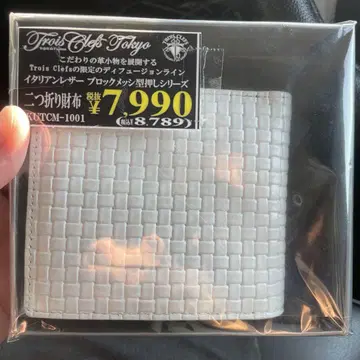 Trois Clefs Tokyo
こだわりの革小物を展開する
Trois Clefsの限定のディフュージョンライン
イタリアンレザー ブロックメッシ型押しシリーズ
二つ折り財布 税抜 ¥7,990
KUTCM-1001 (税込¥8,789)